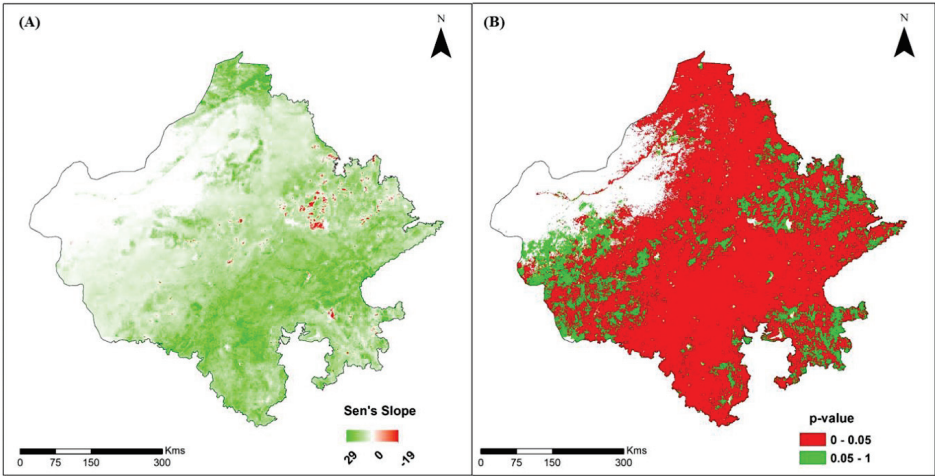 (A)
N
Sen's Slope
29 0 -19
Kms
0 75 150 300
(B)
N
p-value
0 - 0.05
0.05 - 1
Kms
0 75 150 300